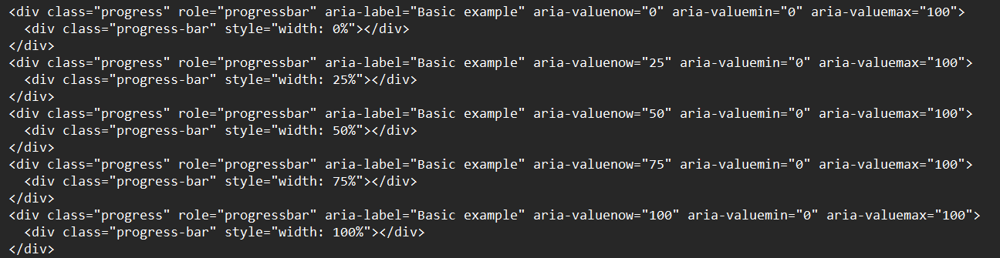 <div class="progress" role="progressbar" aria-label="Basic example" aria-valuenow="0" aria-valuemin="0" aria-valuemax="100">
  <div class="progress-bar" style="width: 0%"></div>
</div>
<div class="progress" role="progressbar" aria-label="Basic example" aria-valuenow="25" aria-valuemin="0" aria-valuemax="100">
  <div class="progress-bar" style="width: 25%"></div>
</div>
<div class="progress" role="progressbar" aria-label="Basic example" aria-valuenow="50" aria-valuemin="0" aria-valuemax="100">
  <div class="progress-bar" style="width: 50%"></div>
</div>
<div class="progress" role="progressbar" aria-label="Basic example" aria-valuenow="75" aria-valuemin="0" aria-valuemax="100">
  <div class="progress-bar" style="width: 75%"></div>
</div>
<div class="progress" role="progressbar" aria-label="Basic example" aria-valuenow="100" aria-valuemin="0" aria-valuemax="100">
  <div class="progress-bar" style="width: 100%"></div>
</div>